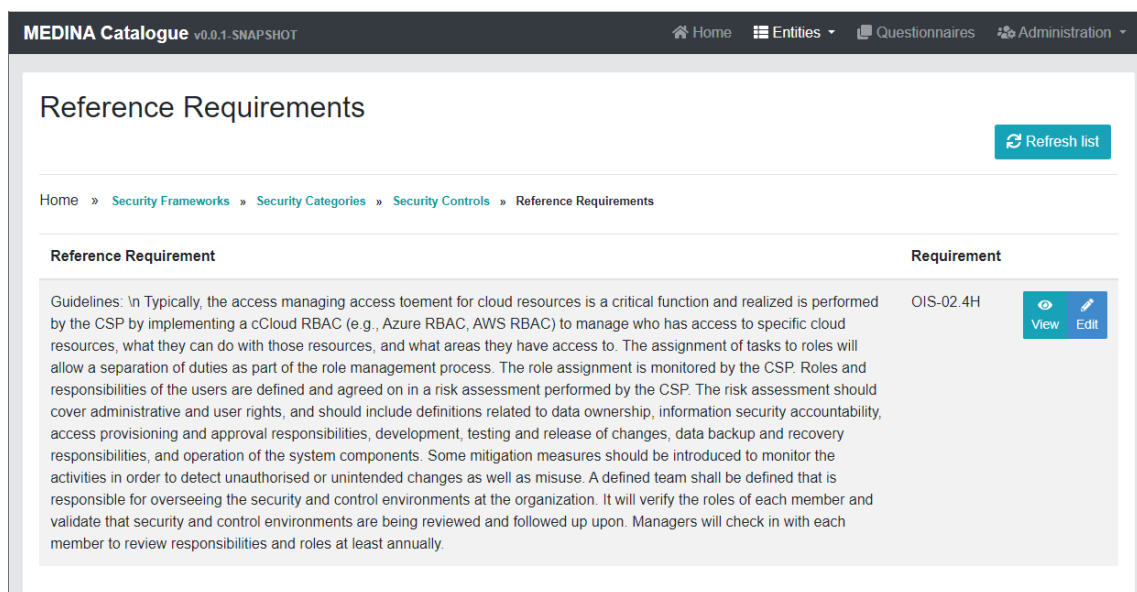 MEDINA Catalogue v0.0.1-SNAPSHOT Home Entities Questionnaires Administration
Reference Requirements
Refresh list
Home » Security Frameworks » Security Categories » Security Controls » Reference Requirements
Reference Requirement Requirement
Guidelines: \n Typically, the access managing access toement for cloud resources is a critical function and realized is performed OIS-02.4H
by the CSP by implementing a cCloud RBAC (e.g., Azure RBAC, AWS RBAC) to manage who has access to specific cloud View Edit
resources, what they can do with those resources, and what areas they have access to. The assignment of tasks to roles will
allow a separation of duties as part of the role management process. The role assignment is monitored by the CSP. Roles and
responsibilities of the users are defined and agreed on in a risk assessment performed by the CSP. The risk assessment should
cover administrative and user rights, and should include definitions related to data ownership, information security accountability,
access provisioning and approval responsibilities, development, testing and release of changes, data backup and recovery
responsibilities, and operation of the system components. Some mitigation measures should be introduced to monitor the
activities in order to detect unauthorised or unintended changes as well as misuse. A defined team shall be defined that is
responsible for overseeing the security and control environments at the organization. It will verify the roles of each member and
validate that security and control environments are being reviewed and followed up upon. Managers will check in with each
member to review responsibilities and roles at least annually.